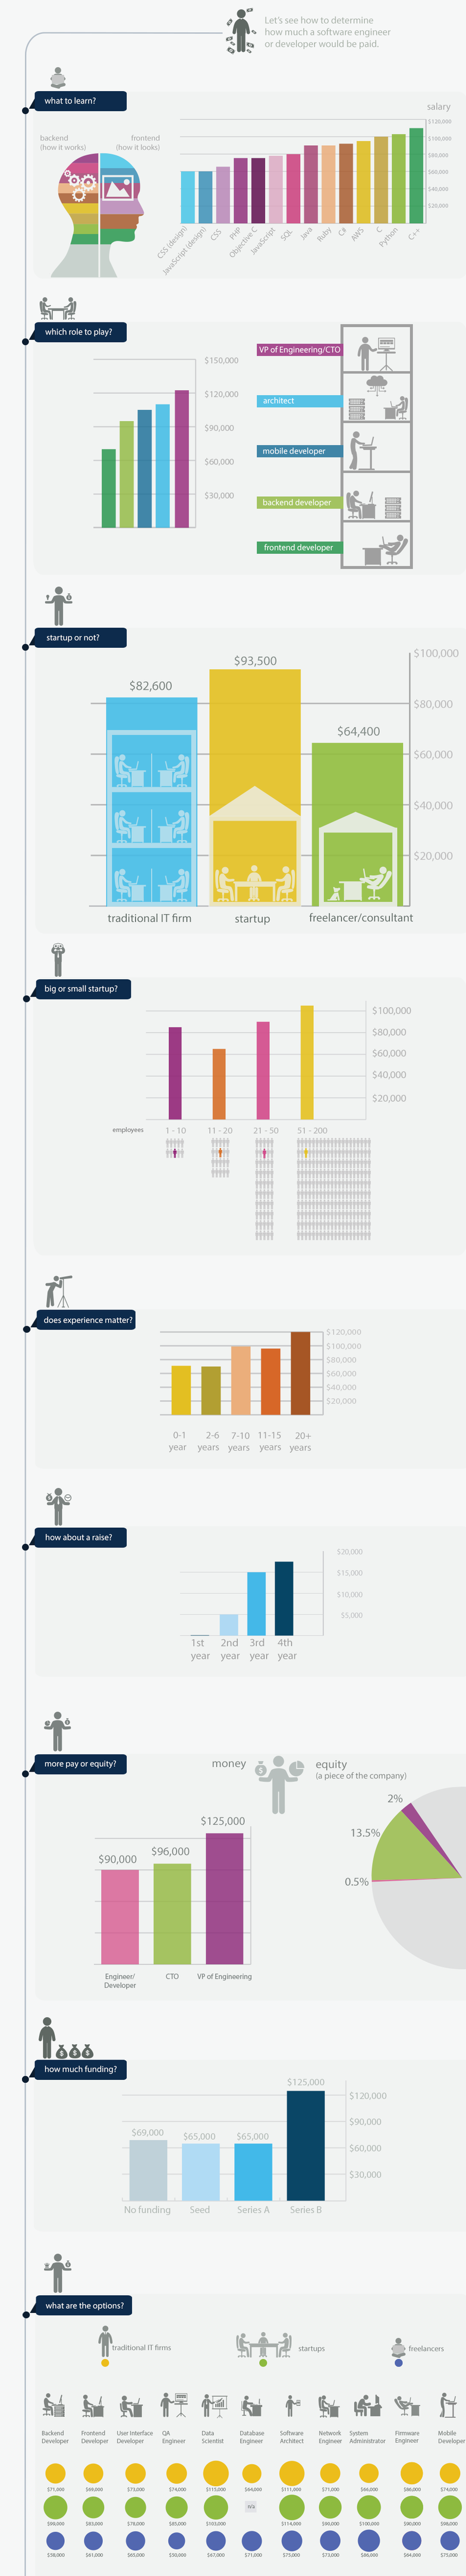 Let's see how to determine
how much a software engineer
or developer would be paid.
what to learn?
salary
backend
(how it works)
frontend
(how it looks)
$120,000
$100,000
$80,000
$60,000
$40,000
$20,000
CSS (design)
JavaScript (design)
CSS
PHP
Objective C
JavaScript
SQL
Java
Ruby
C#
AWS
C
Python
C++
which role to play?
$150,000
$120,000
$90,000
$60,000
$30,000
VP of Engineering/CTO
architect
mobile developer
backend developer
frontend developer
startup or not?
$100,000
$80,000
$60,000
$40,000
$20,000
$82,600
$93,500
$64,400
traditional IT firm
startup
freelancer/consultant
big or small startup?
$100,000
$80,000
$60,000
$40,000
$20,000
employees
1 - 10
11 - 20
21 - 50
51 - 200
does experience matter?
$120,000
$100,000
$80,000
$60,000
$40,000
$20,000
0-1
year
2-6
years
7-10
years
11-15
years
20+
years
how about a raise?
$20,000
$15,000
$10,000
$5,000
1st
year
2nd
year
3rd
year
4th
year
more pay or equity?
money
equity
(a piece of the company)
$90,000
$96,000
$125,000
Engineer/
Developer
CTO
VP of Engineering
2%
13.5%
0.5%
how much funding?
$120,000
$90,000
$60,000
$30,000
$69,000
$65,000
$65,000
$125,000
No funding
Seed
Series A
Series B
what are the options?
traditional IT firms
startups
freelancers
Backend
Developer
Frontend
Developer
User Interface
Developer
QA
Engineer
Data
Scientist
Database
Engineer
Software
Architect
Network
Engineer
System
Administrator
Firmware
Engineer
Mobile
Developer
$71,000
$69,000
$73,000
$74,000
$115,000
$64,000
$111,000
$71,000
$66,000
$86,000
$74,000
$99,000
$83,000
$78,000
$85,000
$103,000
N/A
$114,000
$90,000
$100,000
$90,000
$98,000
$58,000
$61,000
$65,000
$50,000
$67,000
$71,000
$75,000
$73,000
$86,000
$64,000
$75,000